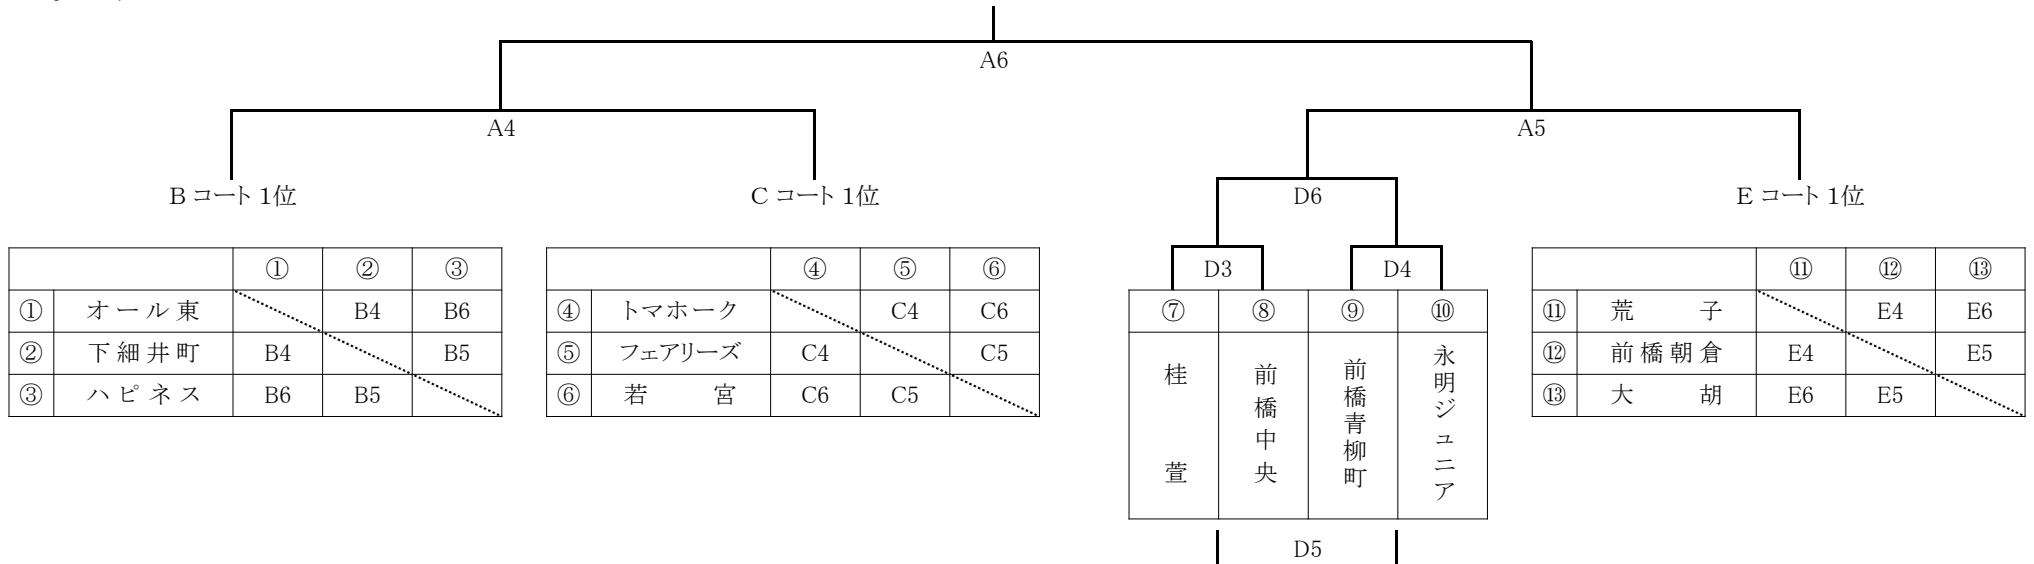 A6
A4
A5
B コート 1位
C コート 1位
D6
E コート 1位
D3
D4
① ② ③
① オール東 B4 B6
② 下細井町 B4 B5
③ ハピネス B6 B5
④ ⑤ ⑥
④ トマホーク C4 C6
⑤ フェアリーズ C4 C5
⑥ 若宮 C6 C5
⑦ ⑧ ⑨ ⑩
桂萱
前橋中央
前橋青柳町
永明ジュニア
⑪ ⑫ ⑬
⑪ 荒子 E4 E6
⑫ 前橋朝倉 E4 E5
⑬ 大胡 E6 E5
D5